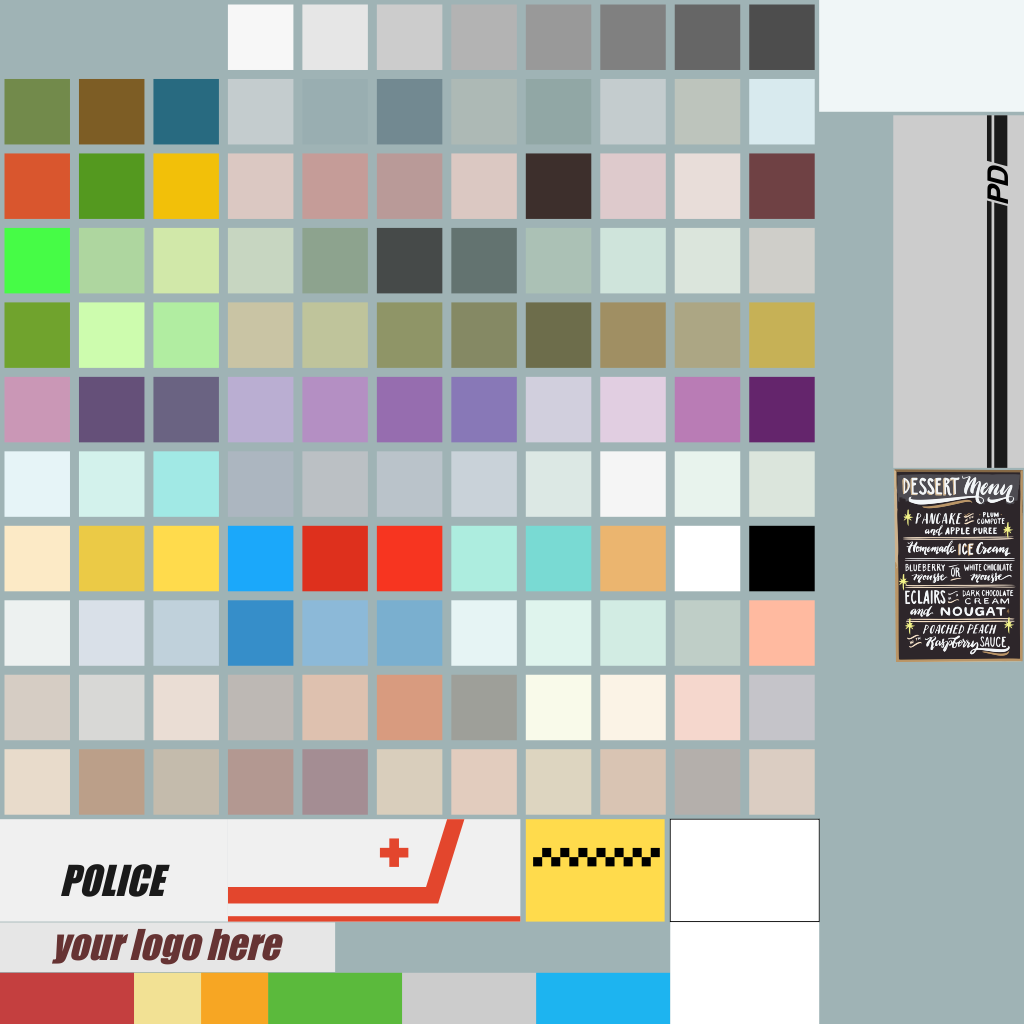 PD
DESSERT Menu
PANCAKE WITH PLUM COMPOTE
and APPLE PUREE
Homemade ICE Cream
BLUEBERRY mousse OR WHITE CHOCOLATE mousse
ECLAIRS WITH DARK CHOCOLATE CREAM
and NOUGAT
POACHED PEACH
WITH Raspberry SAUCE
POLICE
your logo here